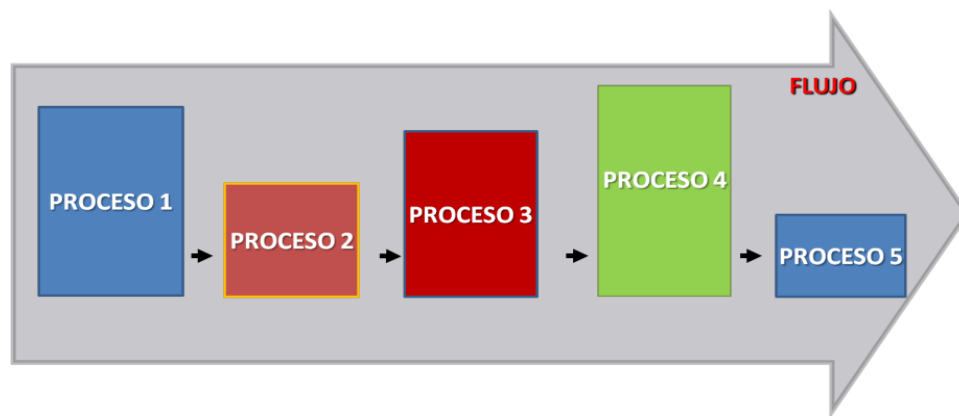 FLUJO
PROCESO 1
PROCESO 2
PROCESO 3
PROCESO 4
PROCESO 5